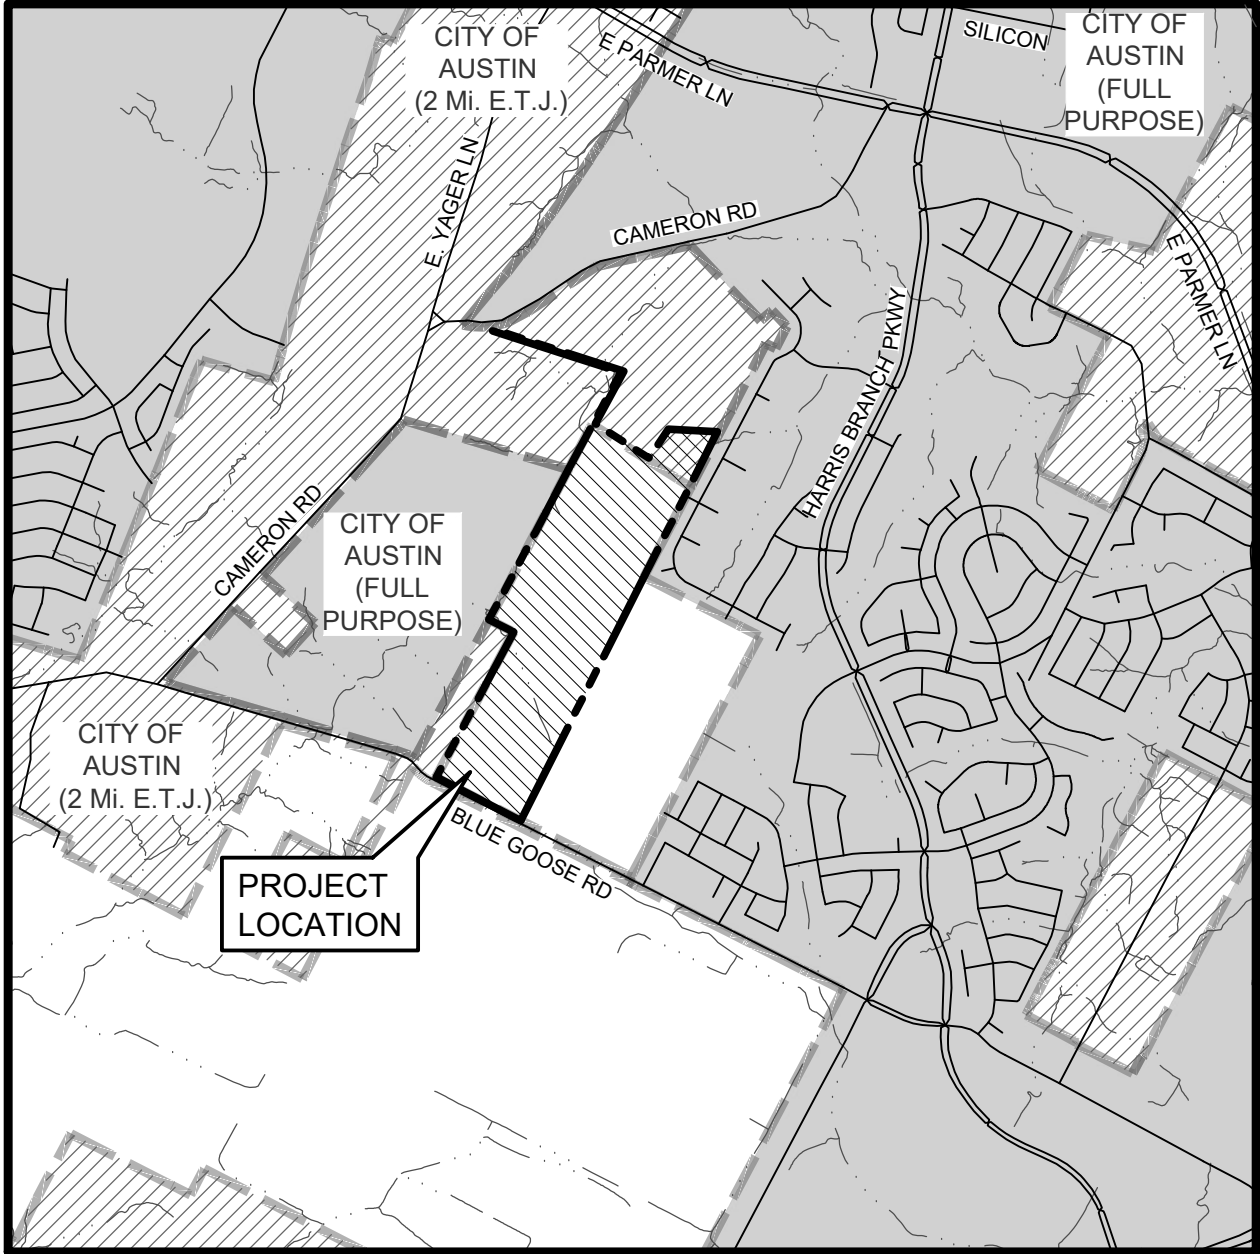 CITY OF
AUSTIN
(2 Mi. E.T.J.)
E PARMER LN
SILICON
CITY OF
AUSTIN
(FULL
PURPOSE)
E. YAGER LN
CAMERON RD
E PARMER LN
HARRIS BRANCH PKWY
CAMERON RD
CITY OF
AUSTIN
(FULL
PURPOSE)
CITY OF
AUSTIN
(2 Mi. E.T.J.)
BLUE GOOSE RD
PROJECT
LOCATION